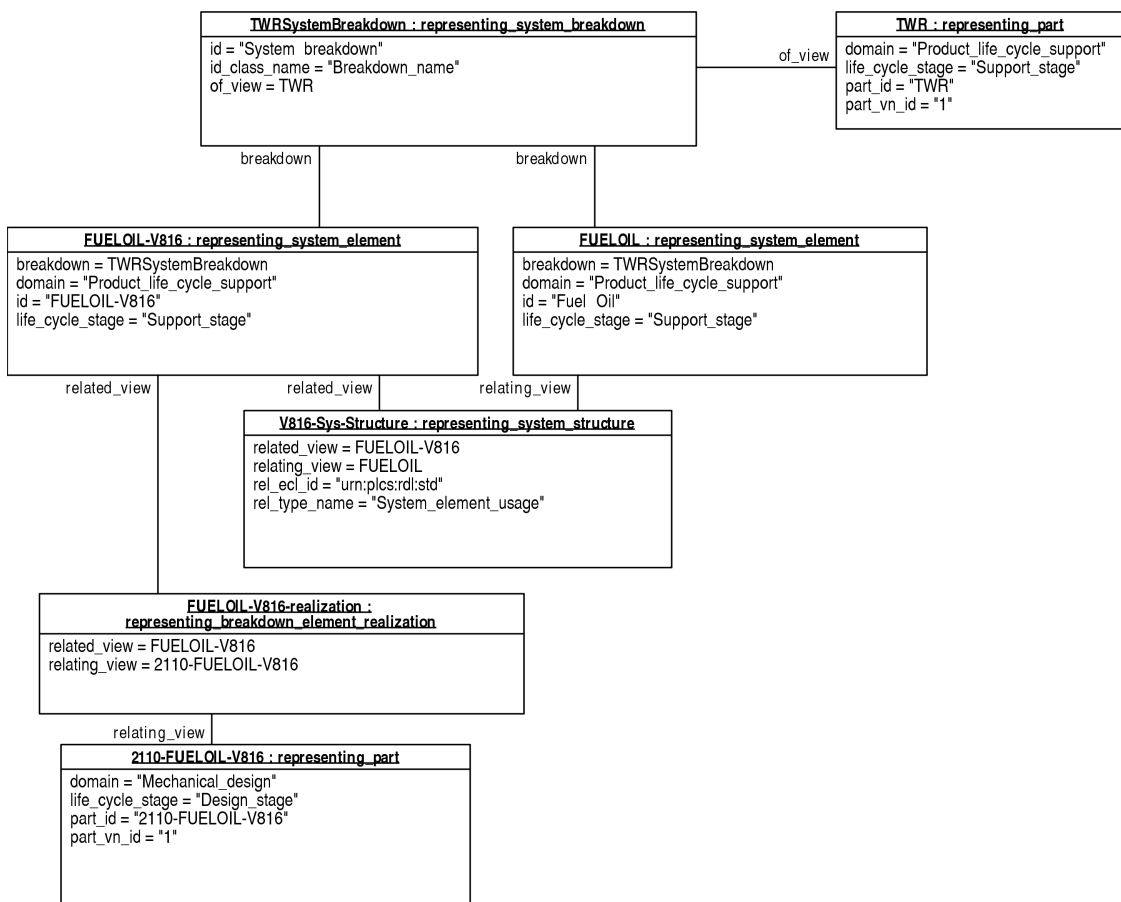 TWRSystemBreakdown : representing_system_breakdown
id = "System breakdown"
id_class_name = "Breakdown_name"
of_view = TWR
of_view
TWR : representing_part
domain = "Product_life_cycle_support"
life_cycle_stage = "Support_stage"
part_id = "TWR"
part_vn_id = "1"
breakdown
breakdown
FUELOIL-V816 : representing_system_element
breakdown = TWRSystemBreakdown
domain = "Product_life_cycle_support"
id = "FUELOIL-V816"
life_cycle_stage = "Support_stage"
FUELOIL : representing_system_element
breakdown = TWRSystemBreakdown
domain = "Product_life_cycle_support"
id = "Fuel Oil"
life_cycle_stage = "Support_stage"
related_view
related_view
relating_view
V816-Sys-Structure : representing_system_structure
related_view = FUELOIL-V816
relating_view = FUELOIL
rel_ecl_id = "urn:plcs:rdl:std"
rel_type_name = "System_element_usage"
FUELOIL-V816-realization :
representing_breakdown_element_realization
related_view = FUELOIL-V816
relating_view = 2110-FUELOIL-V816
relating_view
2110-FUELOIL-V816 : representing_part
domain = "Mechanical_design"
life_cycle_stage = "Design_stage"
part_id = "2110-FUELOIL-V816"
part_vn_id = "1"